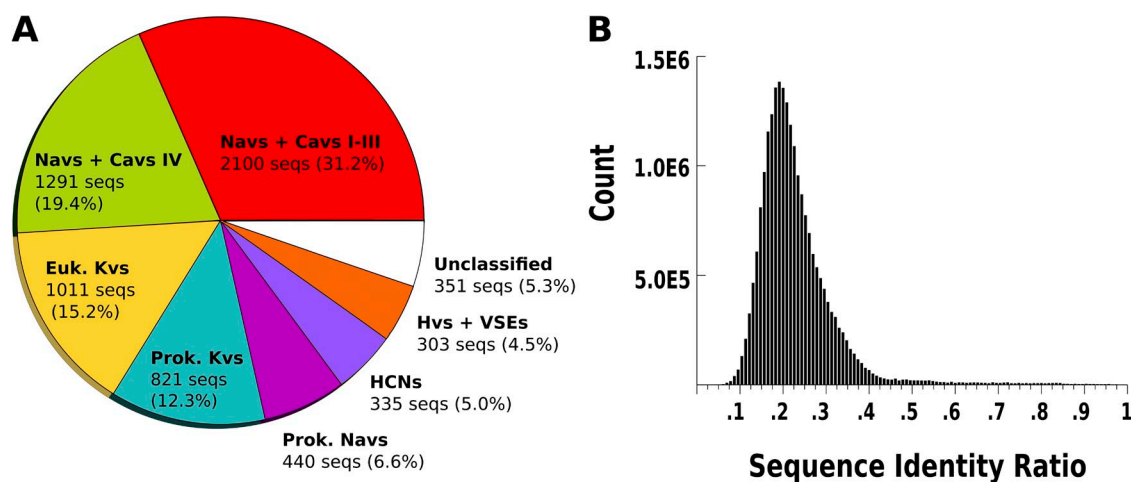 A
Navs + Cavs I-III
2100 seqs (31.2%)
Navs + Cavs IV
1291 seqs
(19.4%)
Euk. Kvs
1011 seqs
(15.2%)
Prok. Kvs
821 seqs
(12.3%)
Prok. Navs
440 seqs (6.6%)
HCNs
335 seqs (5.0%)
Hvs + VSEs
303 seqs (4.5%)
Unclassified
351 seqs (5.3%)
B
1.5E6
1.0E6
5.0E5
Count
.1 .2 .3 .4 .5 .6 .7 .8 .9 1
Sequence Identity Ratio